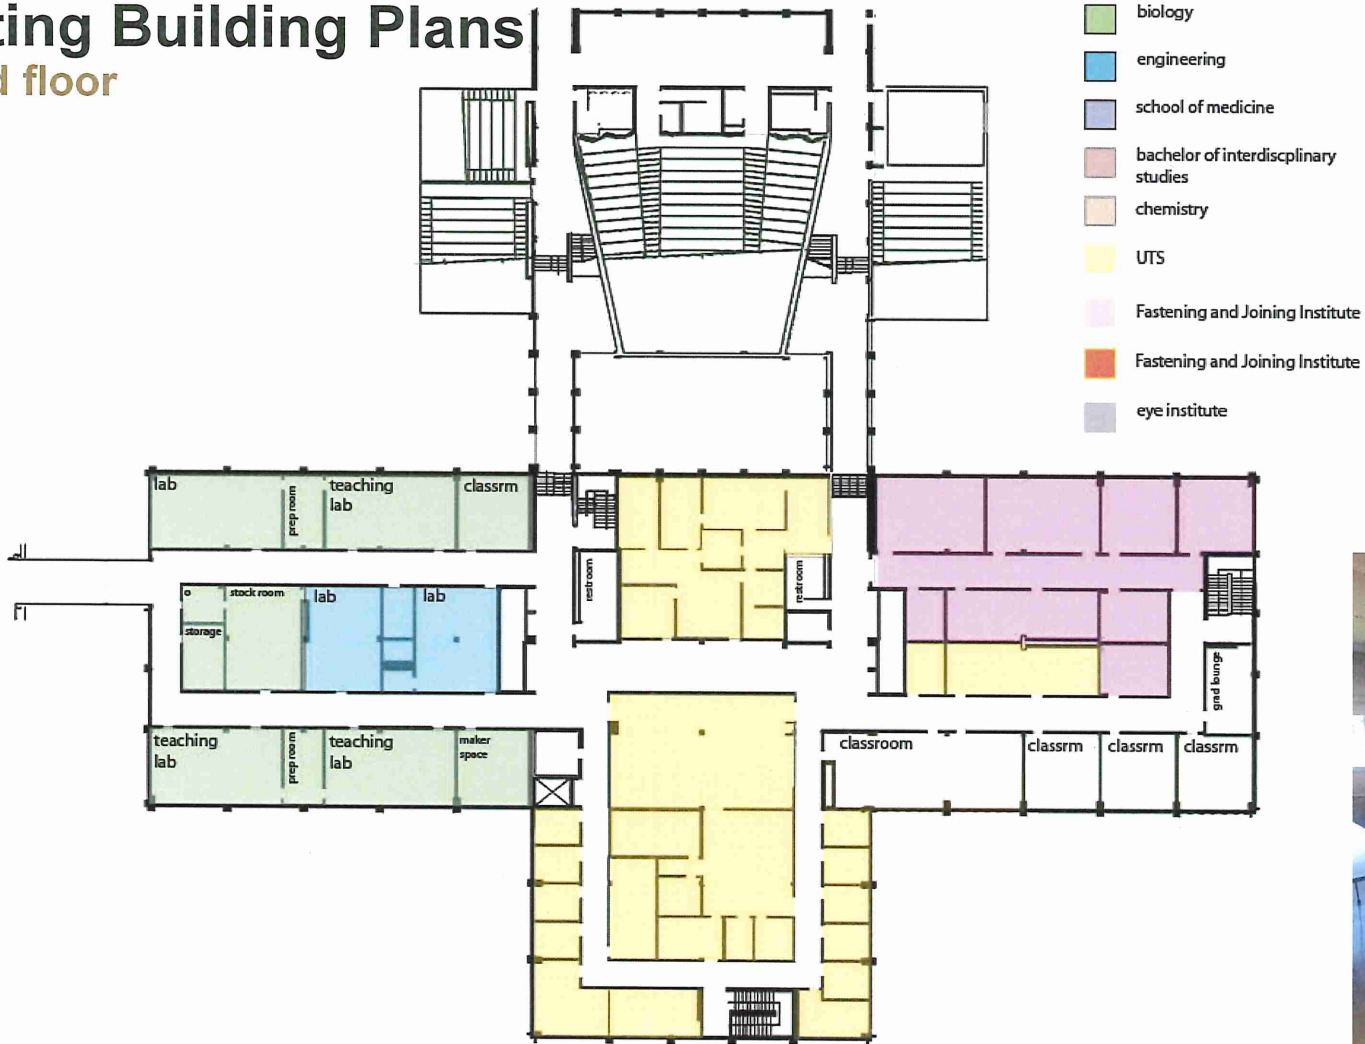 ting Building Plans
d floor
biology
engineering
school of medicine
bachelor of interdiscplinary
studies
chemistry
UTS
Fastening and Joining Institute
Fastening and Joining Institute
eye institute
lab
prep room
teaching
lab
classrm
restroom
restroom
o
stock room
lab
lab
storage
grad lounge
teaching
lab
prep room
teaching
lab
maker
space
classroom
classrm
classrm
classrm